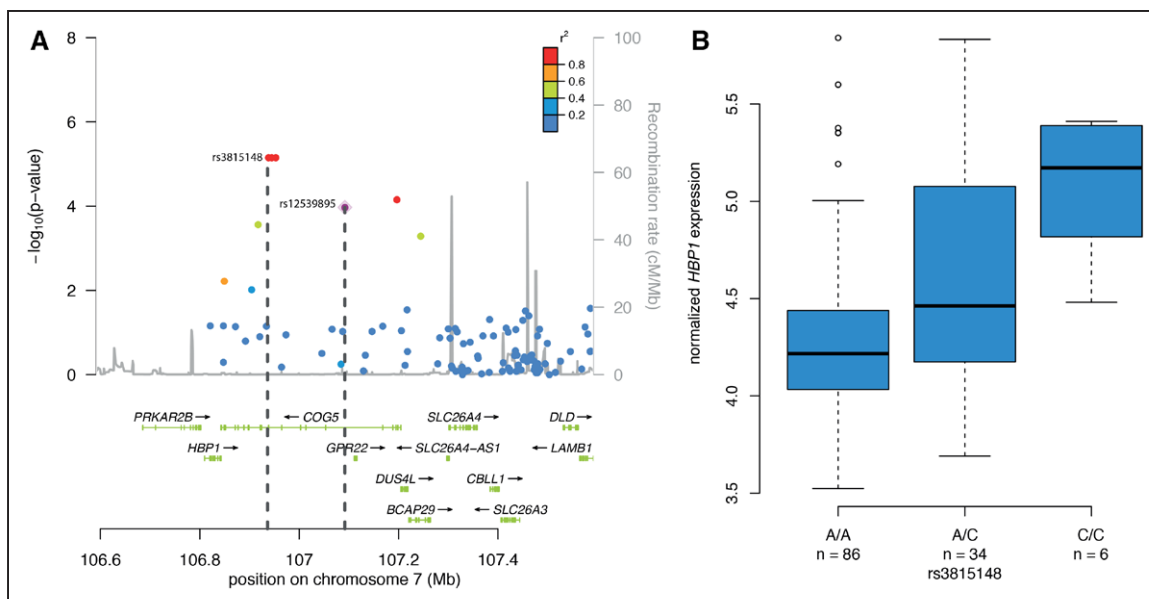 A
8
6
4
2
0
−log10(p-value)
r2
0.8
0.6
0.4
0.2
100
80
60
40
20
0
Recombination rate (cM/Mb)
rs3815148
rs12539895
PRKAR2B → ← COG5 SLC26A4 → DLD →
HBP1 → GPR22 → ← SLC26A4−AS1 ← LAMB1
DUS4L → CBLL1 →
BCAP29 → ← SLC26A3
106.6 106.8 107 107.2 107.4
position on chromosome 7 (Mb)
B
5.5
5.0
4.5
4.0
3.5
normalized HBP1 expression
A/A A/C C/C
n = 86 n = 34 n = 6
rs3815148